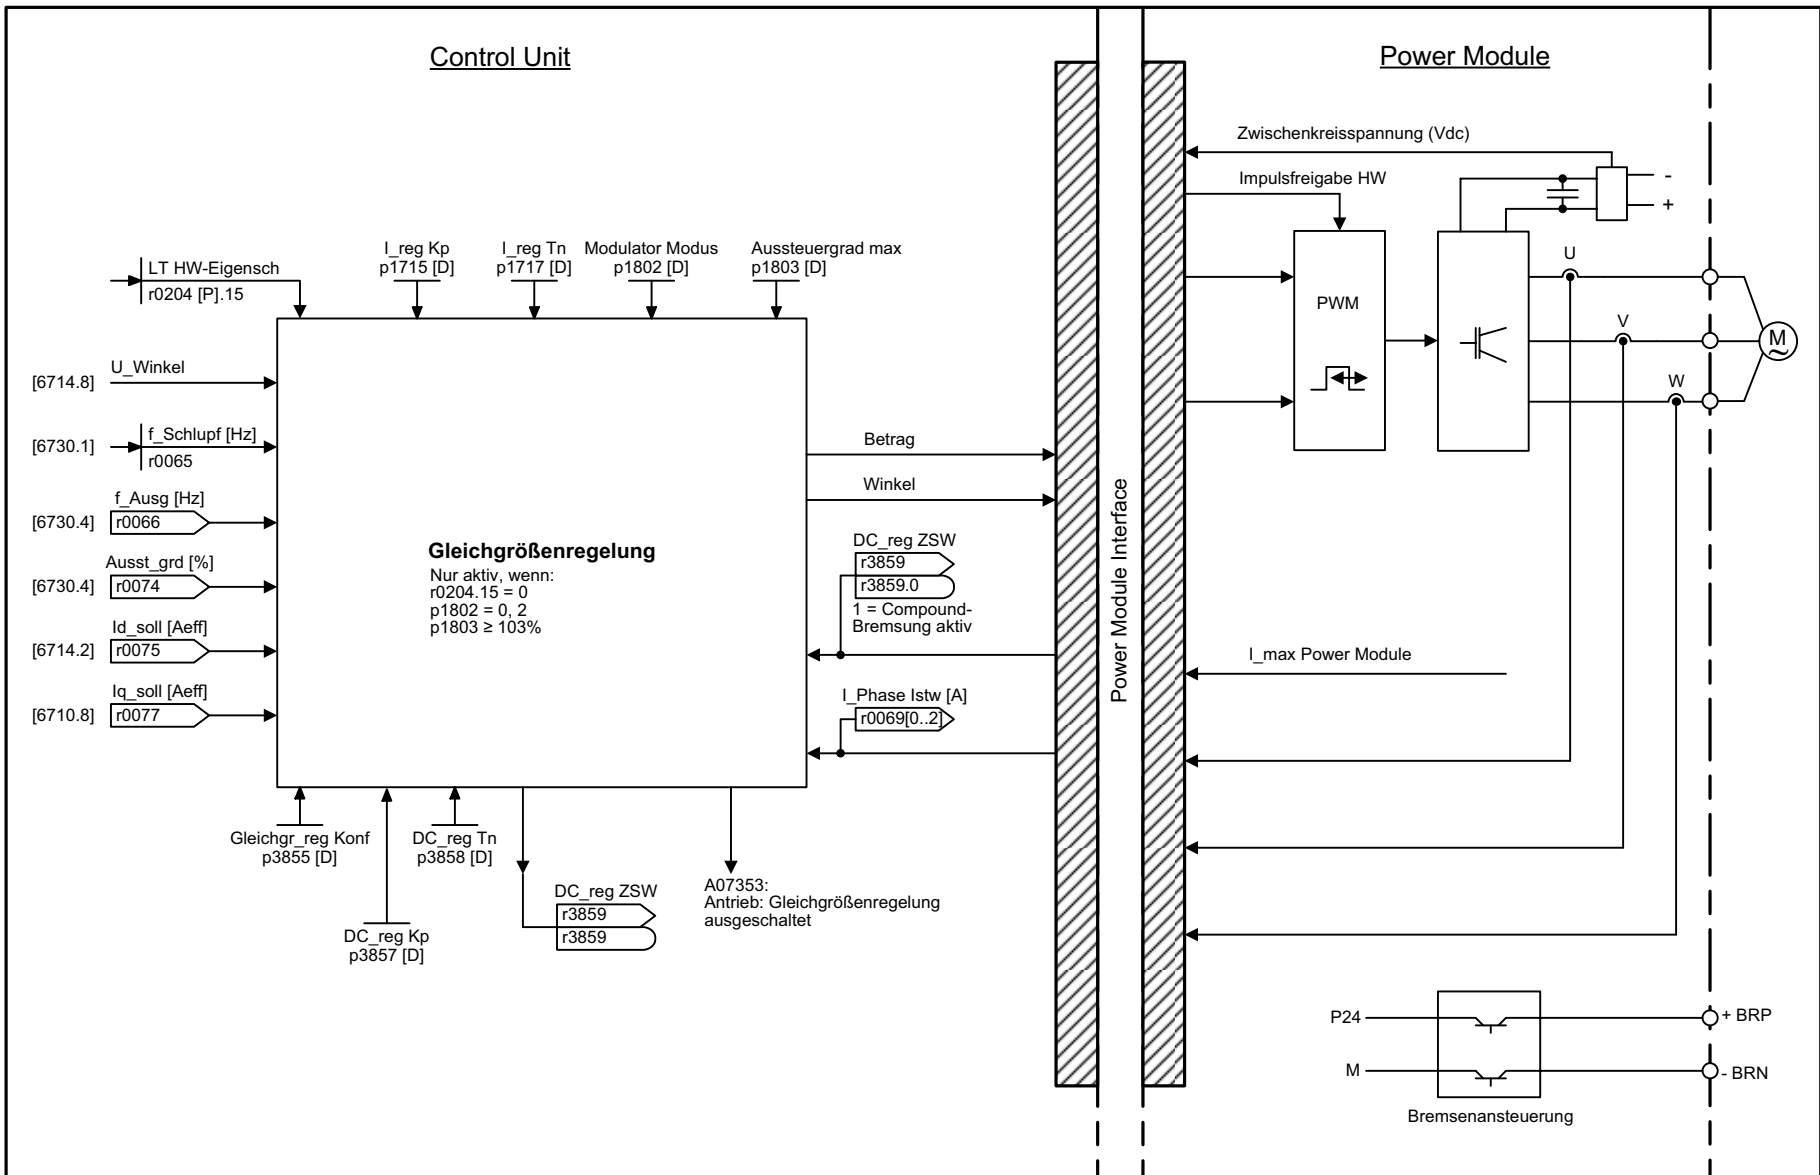 Control Unit
Power Module
Zwischenkreisspannung (Vdc)
Impulsfreigabe HW
-
+
LT HW-Eigensch
r0204 [P].15
I_reg Kp
p1715 [D]
I_reg Tn
p1717 [D]
Modulator Modus
p1802 [D]
Aussteuergrad max
p1803 [D]
[6714.8]
U_Winkel
[6730.1]
f_Schlupf [Hz]
r0065
[6730.4]
f_Ausg [Hz]
r0066
[6730.4]
Ausst_grd [%]
r0074
[6714.2]
Id_soll [Aeff]
r0075
[6710.8]
Iq_soll [Aeff]
r0077
Gleichgrößenregelung
Nur aktiv, wenn:
r0204.15 = 0
p1802 = 0, 2
p1803 ≥ 103%
Betrag
Winkel
DC_reg ZSW
r3859
r3859.0
1 = Compound-
Bremsung aktiv
I_Phase Istw [A]
r0069[0..2]
Gleichgr_reg Konf
p3855 [D]
DC_reg Kp
p3857 [D]
DC_reg Tn
p3858 [D]
DC_reg ZSW
r3859
r3859
A07353:
Antrieb: Gleichgrößenregelung
ausgeschaltet
Power Module Interface
PWM
U
V
W
M
~
I_max Power Module
P24
M
+ BRP
- BRN
Bremsenansteuerung